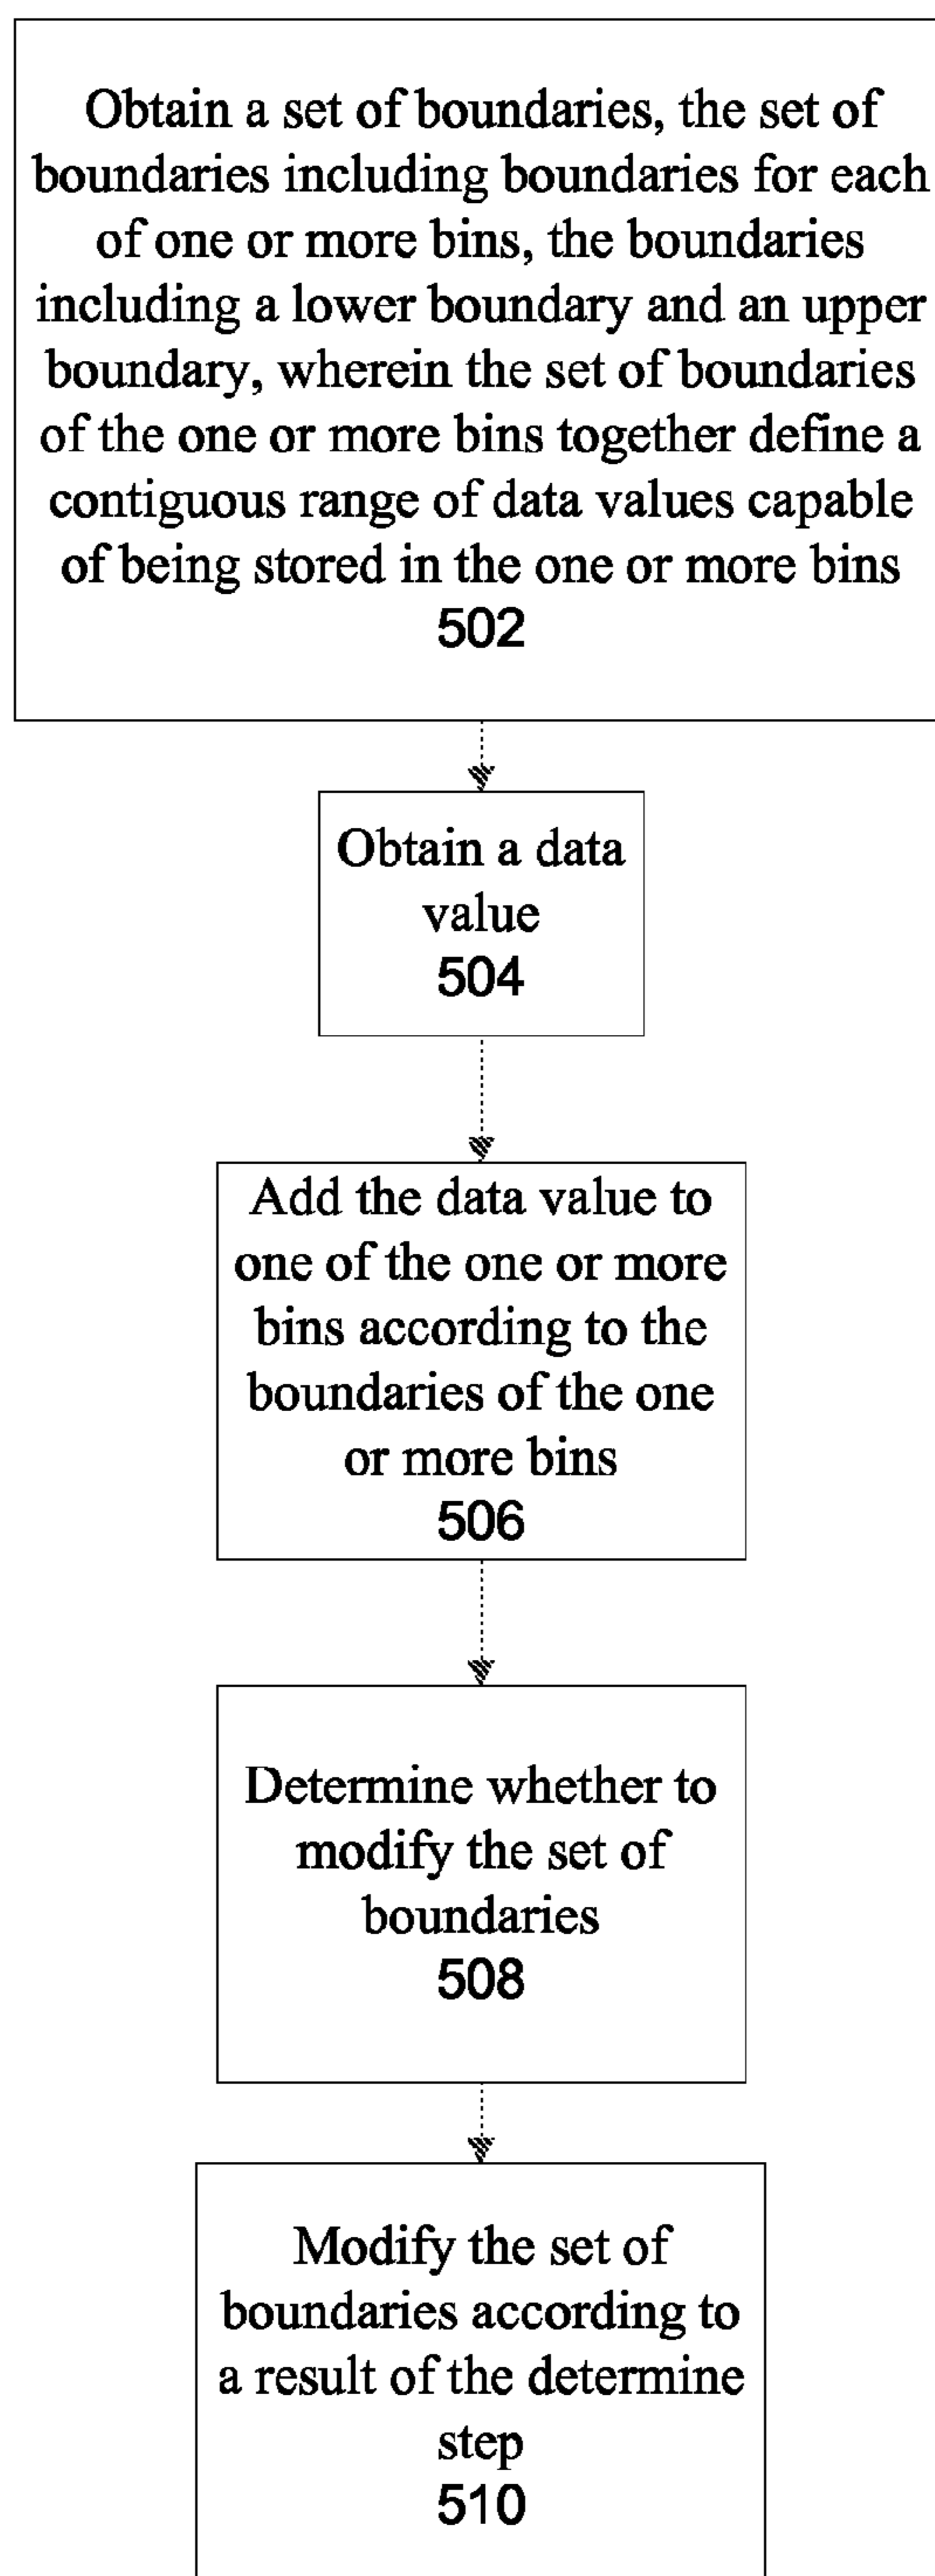 Obtain a set of boundaries, the set of
boundaries including boundaries for each
of one or more bins, the boundaries
including a lower boundary and an upper
boundary, wherein the set of boundaries
of the one or more bins together define a
contiguous range of data values capable
of being stored in the one or more bins
502
Obtain a data
value
504
Add the data value to
one of the one or more
bins according to the
boundaries of the one
or more bins
506
Determine whether to
modify the set of
boundaries
508
Modify the set of
boundaries according to
a result of the determine
step
510